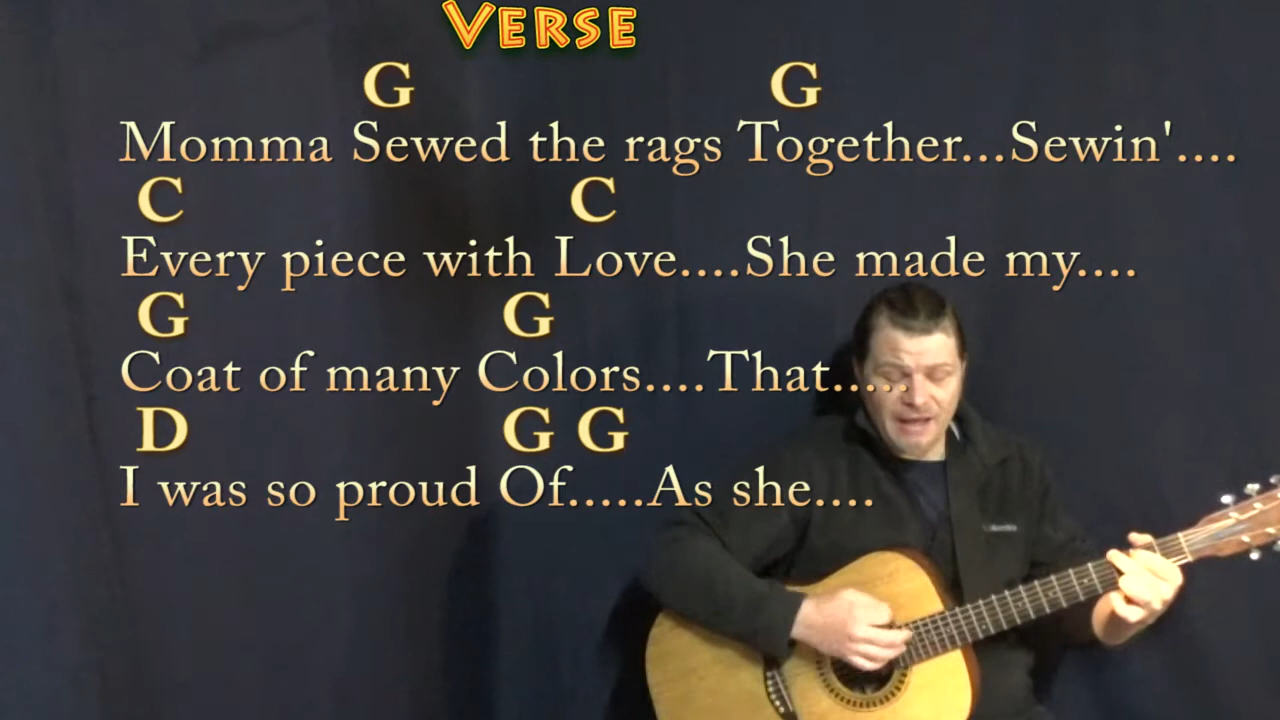 VERSE
G G
Momma Sewed the rags Together...Sewin'....
C C
Every piece with Love....She made my....
G G
Coat of many Colors....That.....
D G G
I was so proud Of.....As she....